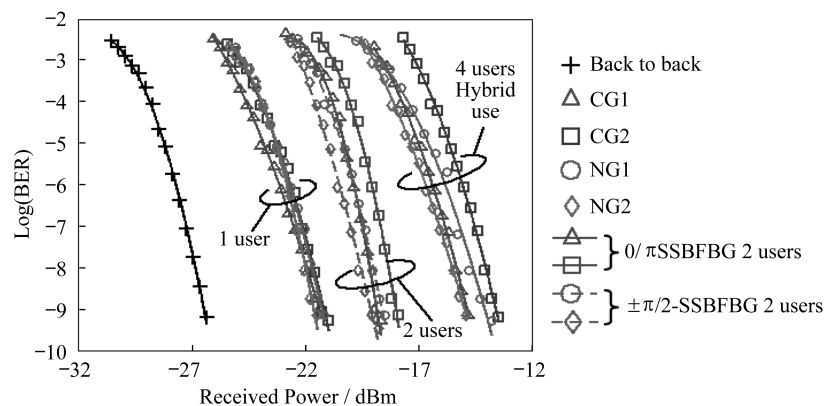 −2
−3
−4
−5
−6
−7
−8
−9
−10
Log(BER)
−32
−27
−22
−17
−12
Received Power / dBm
1 user
2 users
4 users
Hybrid
use
Back to back
CG1
CG2
NG1
NG2
0/πSSBFBG 2 users
±π/2-SSBFBG 2 users